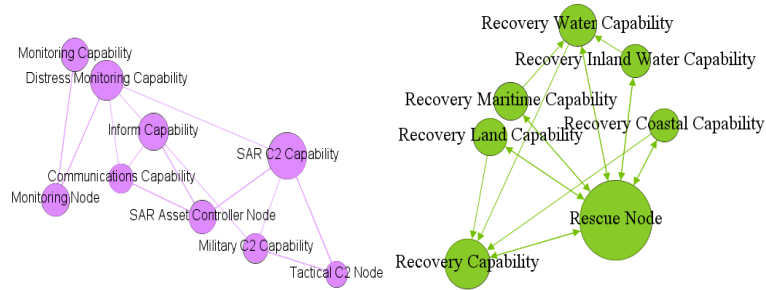 Monitoring Capability
Distress Monitoring Capability
Inform Capability
SAR C2 Capability
Communications Capability
Monitoring Node
SAR Asset Controller Node
Military C2 Capability
Tactical C2 Node
Recovery Water Capability
Recovery Inland Water Capability
Recovery Maritime Capability
Recovery Coastal Capability
Recovery Land Capability
Rescue Node
Recovery Capability